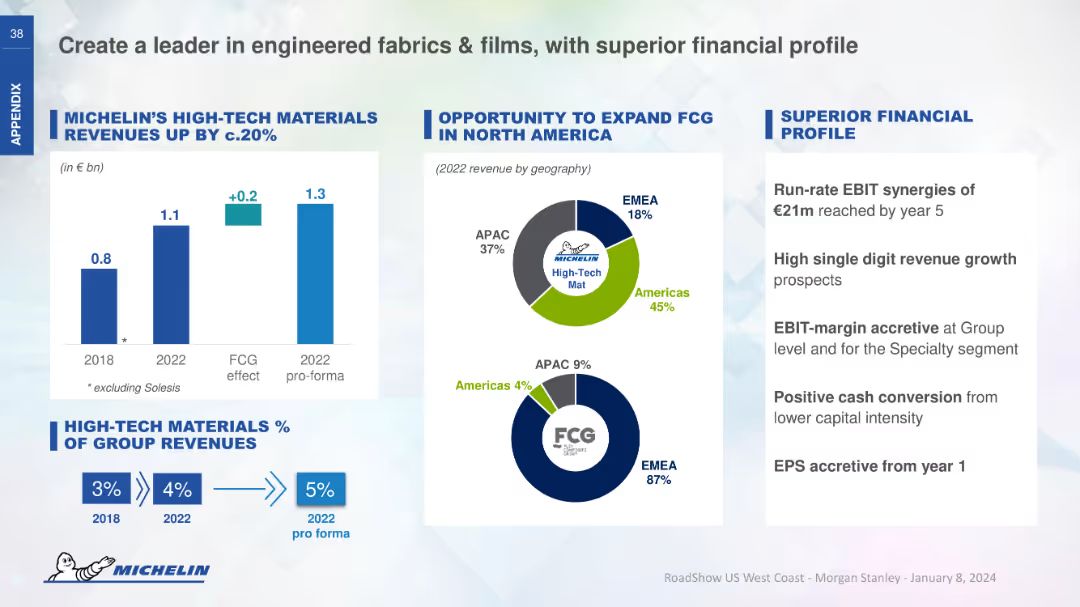 38
APPENDIX
Create a leader in engineered fabrics & films, with superior financial profile
MICHELIN'S HIGH-TECH MATERIALS
REVENUES UP BY c.20%
(in € bn)
0.8
1.1
+0.2
1.3
*
2018
2022
FCG
effect
2022
pro-forma
* excluding Solesis
HIGH-TECH MATERIALS %
OF GROUP REVENUES
3%
4%
5%
2018
2022
2022
pro forma
OPPORTUNITY TO EXPAND FCG
IN NORTH AMERICA
(2022 revenue by geography)
EMEA
18%
APAC
37%
MICHELIN
High-Tech
Mat
Americas
45%
APAC 9%
Americas 4%
FCG
EMEA
87%
SUPERIOR FINANCIAL
PROFILE
Run-rate EBIT synergies of
€21m reached by year 5
High single digit revenue growth
prospects
EBIT-margin accretive at Group
level and for the Specialty segment
Positive cash conversion from
lower capital intensity
EPS accretive from year 1
MICHELIN
RoadShow US West Coast - Morgan Stanley - January 8, 2024